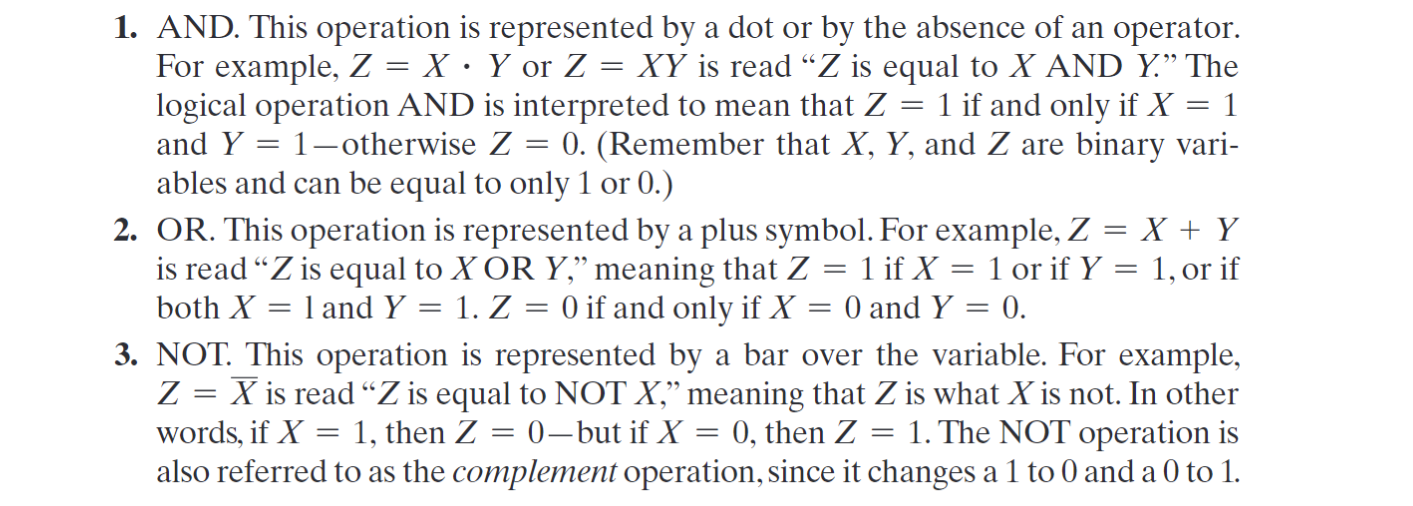 1. AND. This operation is represented by a dot or by the absence of an operator.
For example, Z = X · Y or Z = XY is read “Z is equal to X AND Y.” The
logical operation AND is interpreted to mean that Z = 1 if and only if X = 1
and Y = 1—otherwise Z = 0. (Remember that X, Y, and Z are binary vari-
ables and can be equal to only 1 or 0.)
2. OR. This operation is represented by a plus symbol. For example, Z = X + Y
is read “Z is equal to X OR Y,” meaning that Z = 1 if X = 1 or if Y = 1, or if
both X = l and Y = 1. Z = 0 if and only if X = 0 and Y = 0.
3. NOT. This operation is represented by a bar over the variable. For example,
Z = X̅ is read “Z is equal to NOT X,” meaning that Z is what X is not. In other
words, if X = 1, then Z = 0—but if X = 0, then Z = 1. The NOT operation is
also referred to as the complement operation, since it changes a 1 to 0 and a 0 to 1.